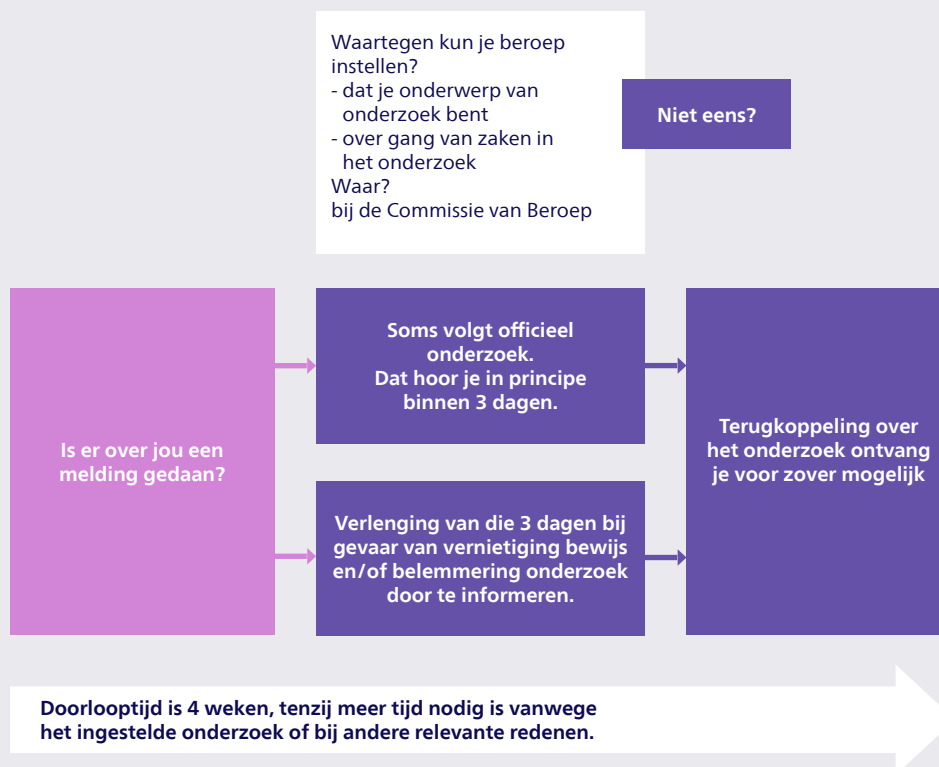 Waartegen kun je beroep
instellen?
- dat je onderwerp van
onderzoek bent
- over gang van zaken in
het onderzoek
Waar?
bij de Commissie van Beroep
Niet eens?
Is er over jou een
melding gedaan?
Soms volgt officieel
onderzoek.
Dat hoor je in principe
binnen 3 dagen.
Verlenging van die 3 dagen bij
gevaar van vernietiging bewijs
en/of belemmering onderzoek
door te informeren.
Terugkoppeling over
het onderzoek ontvang
je voor zover mogelijk
Doorlooptijd is 4 weken, tenzij meer tijd nodig is vanwege
het ingestelde onderzoek of bij andere relevante redenen.